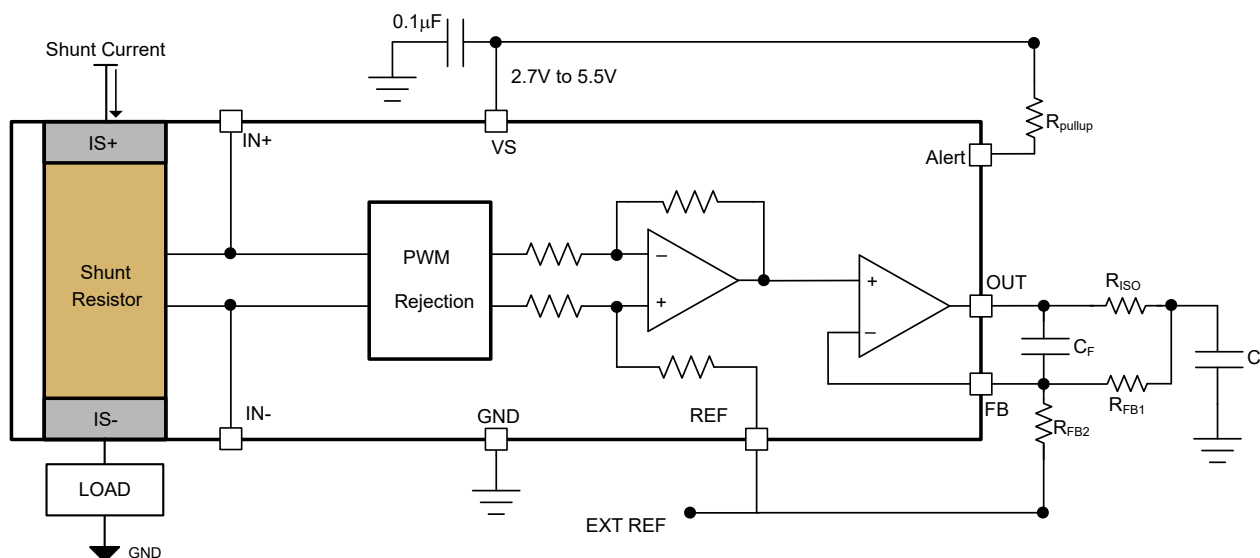 0.1µF
Shunt Current
2.7V to 5.5V
Rpullup
IS+
IN+
VS
Alert
Shunt
Resistor
PWM
Rejection
–
+
+
–
OUT
RISO
CF
C
FB
RFB1
RFB2
IS-
IN-
GND
REF
LOAD
EXT REF
GND